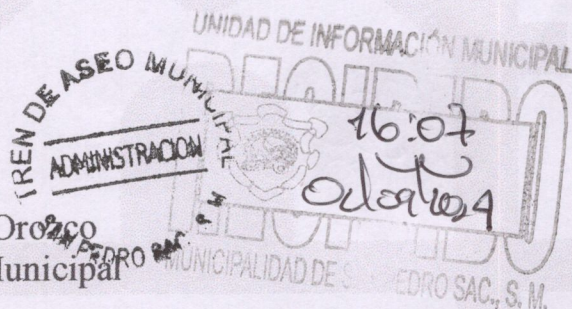 UNIDAD DE INFORMACIÓN MUNICIPAL
RECIBIDO
16:07
MUNICIPALIDAD DE SAN PEDRO SAC., S. M.
TREN DE ASEO MUNICIPAL
ADMINISTRACION
SAN PEDRO SAC. S. M.
Orozco
Municipal